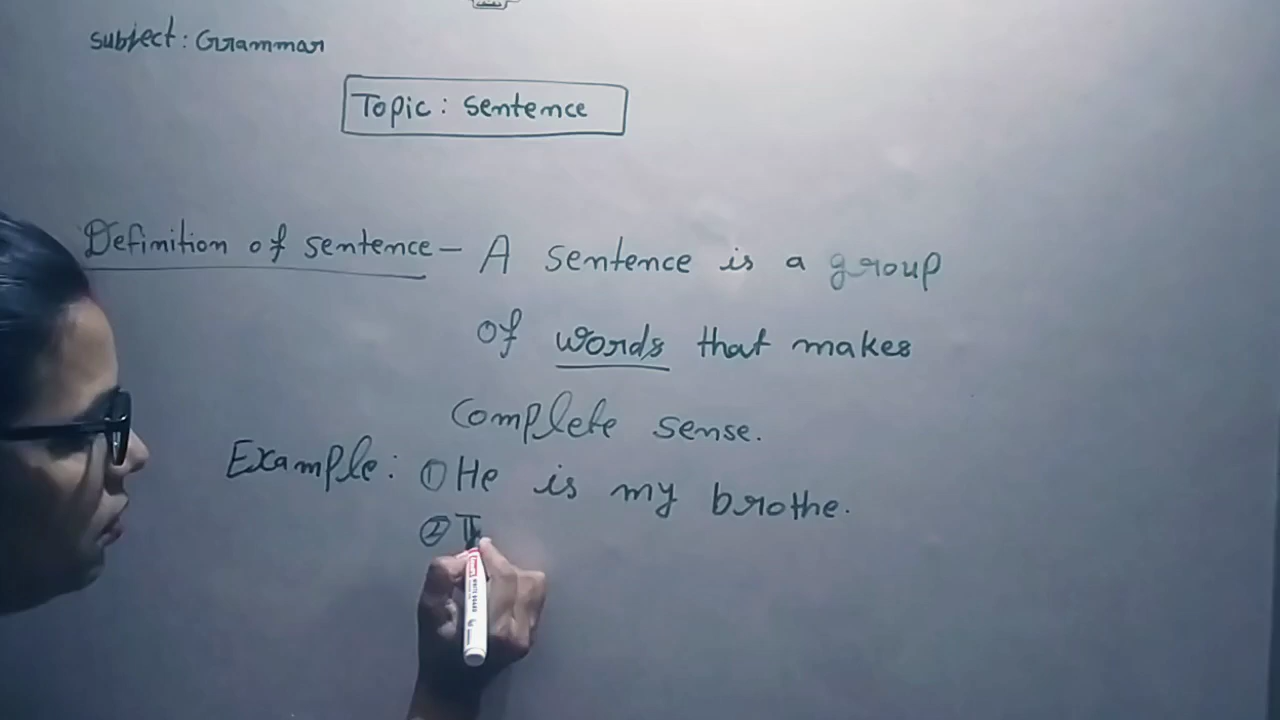 subject: Grammar
Topic: sentence
Definition of sentence - A sentence is a group
of words that makes
complete sense.
Example: ① He is my brothe.
②